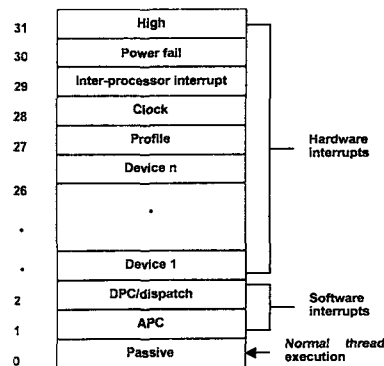 31
High
30
Power fail
29
Inter-processor interrupt
28
Clock
27
Profile
Device n
26
Hardware
interrupts
Device 1
2
DPC/dispatch
Software
interrupts
1
APC
0
Passive
Normal thread
execution